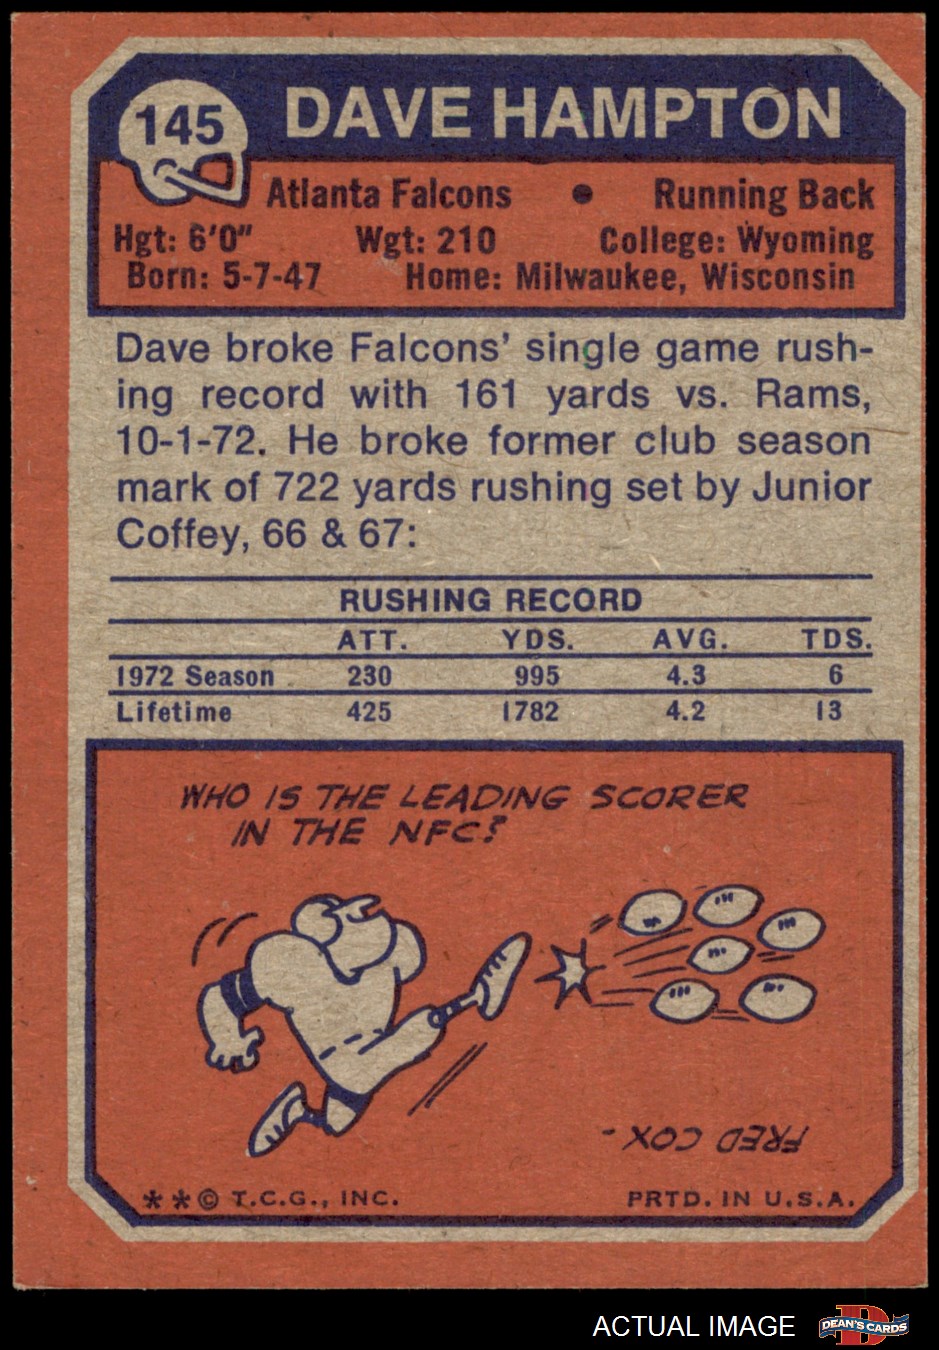 145
DAVE HAMPTON
Atlanta Falcons • Running Back
Hgt: 6'0" Wgt: 210 College: Wyoming
Born: 5-7-47 Home: Milwaukee, Wisconsin
Dave broke Falcons' single game rush-
ing record with 161 yards vs. Rams,
10-1-72. He broke former club season
mark of 722 yards rushing set by Junior
Coffey, 66 & 67:
RUSHING RECORD
ATT. YDS. AVG. TDS.
1972 Season 230 995 4.3 6
Lifetime 425 1782 4.2 13
WHO IS THE LEADING SCORER
IN THE NFC?
FRED COX -
**© T.C.G., INC. PRTD. IN U.S.A.
ACTUAL IMAGE
DEAN'S CARDS